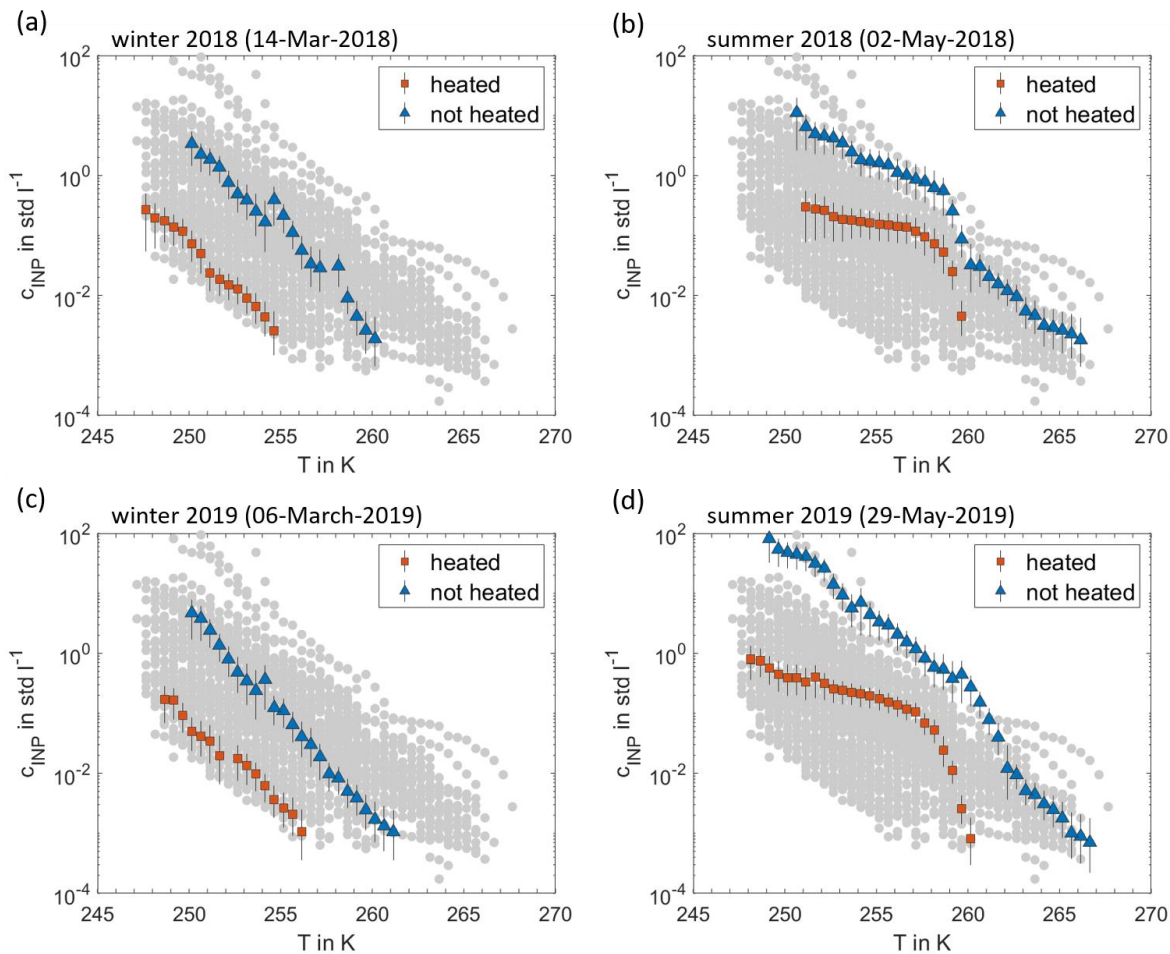 (a)
winter 2018 (14-Mar-2018)
10^2
10^0
10^-2
10^-4
c_INP in std l^-1
heated
not heated
245 250 255 260 265 270
T in K
(b)
summer 2018 (02-May-2018)
10^2
10^0
10^-2
10^-4
c_INP in std l^-1
heated
not heated
245 250 255 260 265 270
T in K
(c)
winter 2019 (06-March-2019)
10^2
10^0
10^-2
10^-4
c_INP in std l^-1
heated
not heated
245 250 255 260 265 270
T in K
(d)
summer 2019 (29-May-2019)
10^2
10^0
10^-2
10^-4
c_INP in std l^-1
heated
not heated
245 250 255 260 265 270
T in K